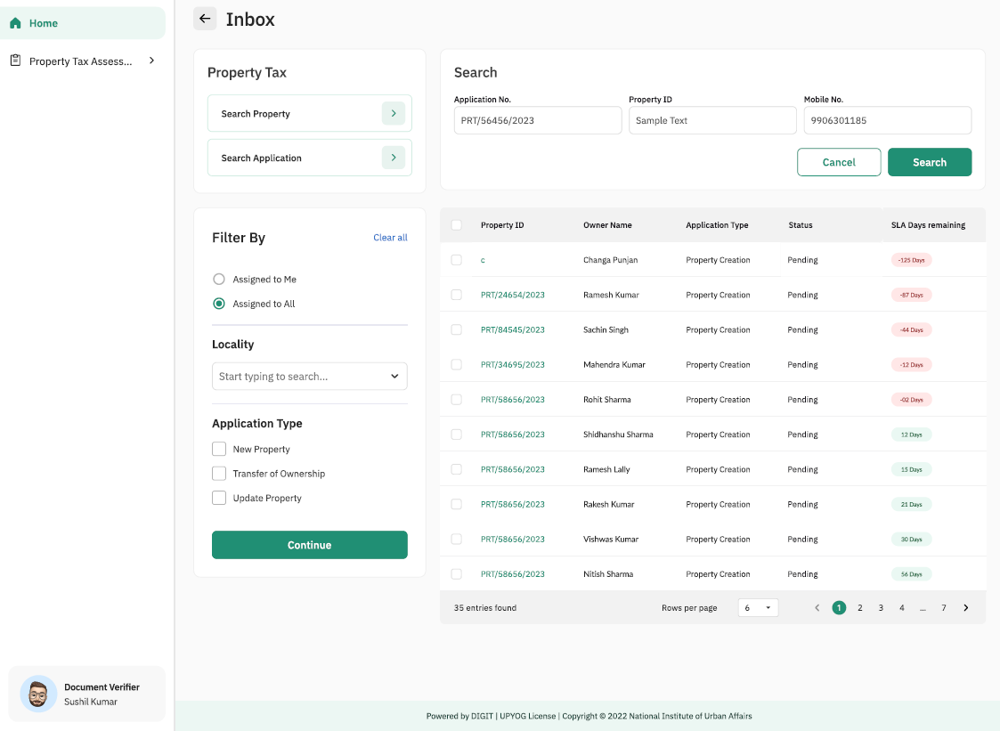 Home
Property Tax Assess...
Inbox
Property Tax
Search Property
Search Application
Search
Application No. Property ID Mobile No.
PRT/56456/2023 Sample Text 9906301185
Cancel Search
Filter By Clear all
Assigned to Me
Assigned to All
Locality
Start typing to search...
Application Type
New Property
Transfer of Ownership
Update Property
Continue
Property ID Owner Name Application Type Status SLA Days remaining
c Changa Punjan Property Creation Pending -125 Days
PRT/24654/2023 Ramesh Kumar Property Creation Pending -87 Days
PRT/84545/2023 Sachin Singh Property Creation Pending -44 Days
PRT/34695/2023 Mahendra Kumar Property Creation Pending -12 Days
PRT/58656/2023 Rohit Sharma Property Creation Pending -02 Days
PRT/58656/2023 Shidhanshu Sharma Property Creation Pending 12 Days
PRT/58656/2023 Ramesh Lally Property Creation Pending 15 Days
PRT/58656/2023 Rakesh Kumar Property Creation Pending 21 Days
PRT/58656/2023 Vishwas Kumar Property Creation Pending 30 Days
PRT/58656/2023 Nitish Sharma Property Creation Pending 56 Days
35 entries found Rows per page 6 1 2 3 4 ... 7
Document Verifier
Sushil Kumar
Powered by DIGIT | UPYOG License | Copyright © 2022 National Institute of Urban Affairs